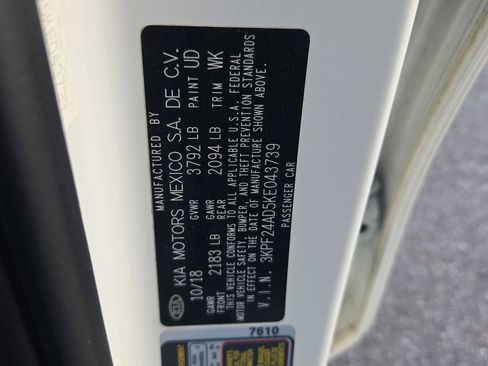 MANUFACTURED BY
KIA KIA MOTORS MEXICO S.A. DE C.V.
10/18 GVWR 3792 LB PAINT UD
GAWR FRONT 2183 LB GAWR REAR 2094 LB TRIM WK
THIS VEHICLE CONFORMS TO ALL APPLICABLE U.S.A. FEDERAL
MOTOR VEHICLE SAFETY, BUMPER, AND THEFT PREVENTION STANDARDS
IN EFFECT ON THE DATE OF MANUFACTURE SHOWN ABOVE.
V.I.N. 3KPF24AD5KE043739
PASSENGER CAR
7610